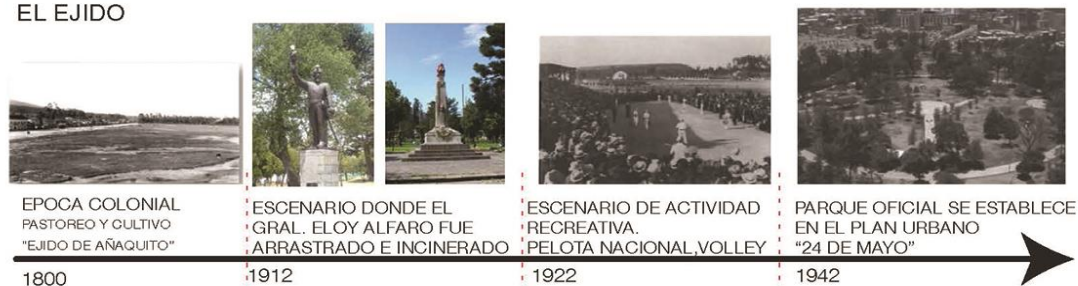 EL EJIDO
EPOCA COLONIAL
PASTOREO Y CULTIVO
"EJIDO DE AÑAQUITO"
1800
ESCENARIO DONDE EL
GRAL. ELOY ALFARO FUE
ARRASTRADO E INCINERADO
1912
ESCENARIO DE ACTIVIDAD
RECREATIVA.
PELOTA NACIONAL,VOLLEY
1922
PARQUE OFICIAL SE ESTABLECE
EN EL PLAN URBANO
"24 DE MAYO"
1942